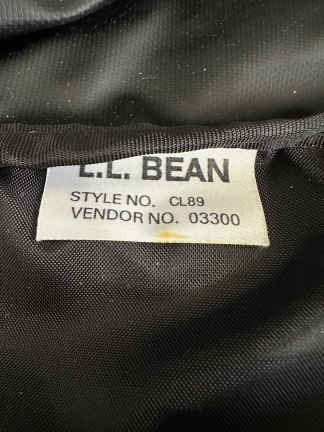 L.L. BEAN
STYLE NO. CL89
VENDOR NO. 03300